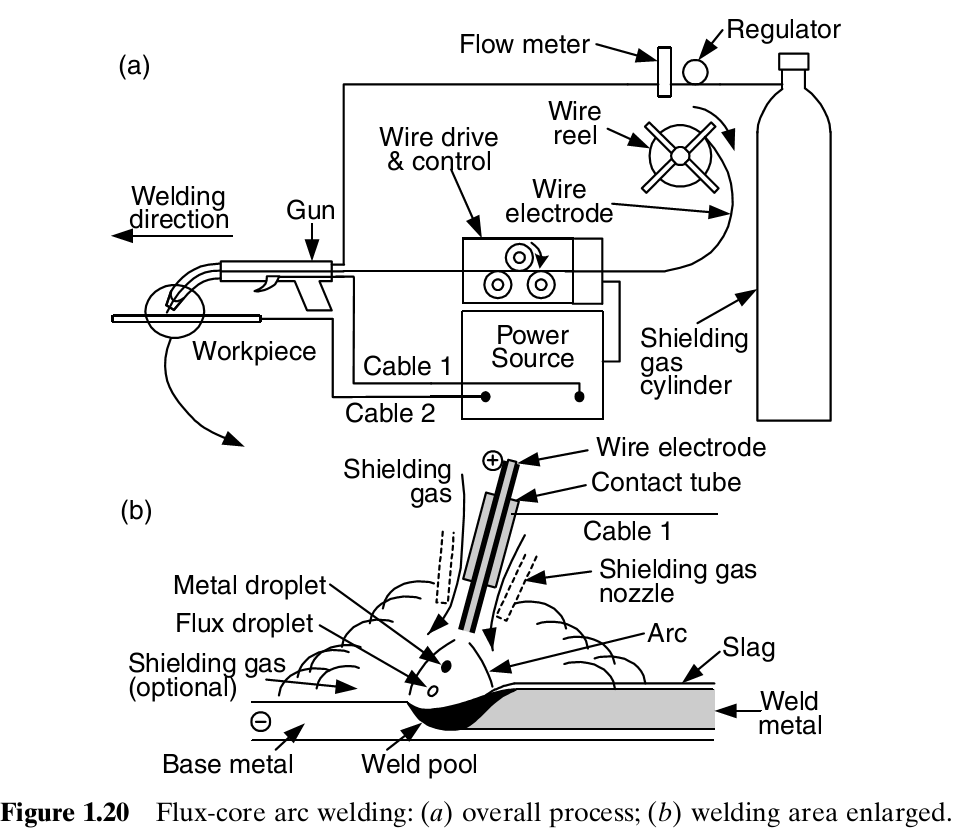 (a)
Flow meter
Regulator
Wire
reel
Wire drive
& control
Wire
electrode
Welding
direction
Gun
Workpiece
Power
Source
Cable 1
Cable 2
Shielding
gas
cylinder
(b)
Shielding
gas
+
Wire electrode
Contact tube
Cable 1
Shielding gas
nozzle
Metal droplet
Flux droplet
Arc
Slag
Shielding gas
(optional)
Weld
metal
−
Base metal
Weld pool
Figure 1.20 Flux-core arc welding: (a) overall process; (b) welding area enlarged.